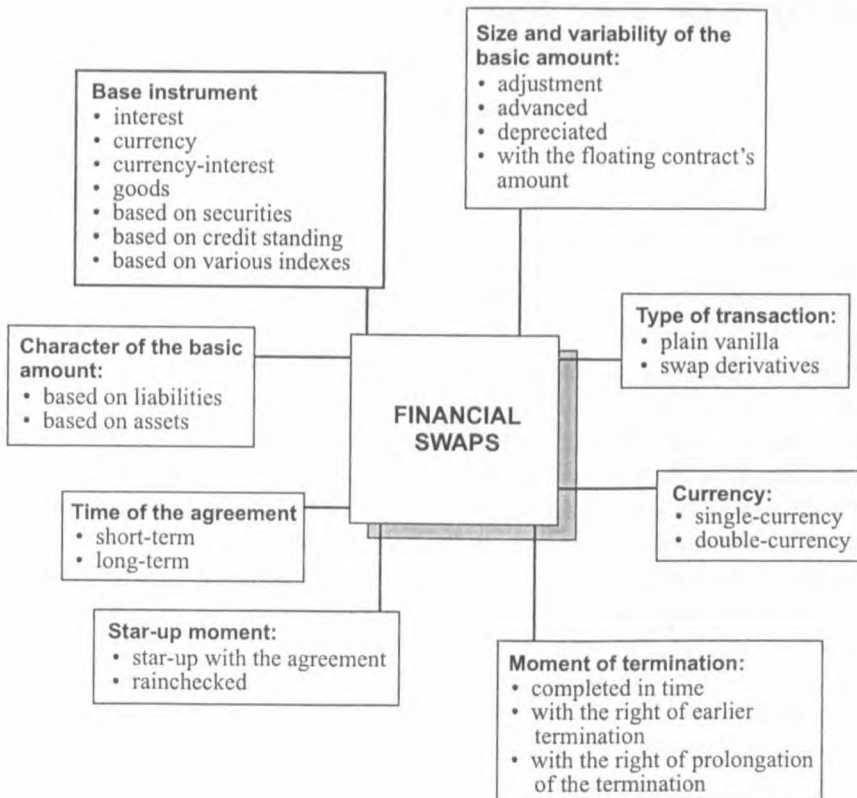 Size and variability of the
basic amount:
• adjustment
• advanced
• depreciated
• with the floating contract's
amount
Base instrument
• interest
• currency
• currency-interest
• goods
• based on securities
• based on credit standing
• based on various indexes
Type of transaction:
• plain vanilla
• swap derivatives
Character of the basic
amount:
• based on liabilities
• based on assets
FINANCIAL
SWAPS
Currency:
• single-currency
• double-currency
Time of the agreement
• short-term
• long-term
Star-up moment:
• star-up with the agreement
• rainchecked
Moment of termination:
• completed in time
• with the right of earlier
termination
• with the right of prolongation
of the termination